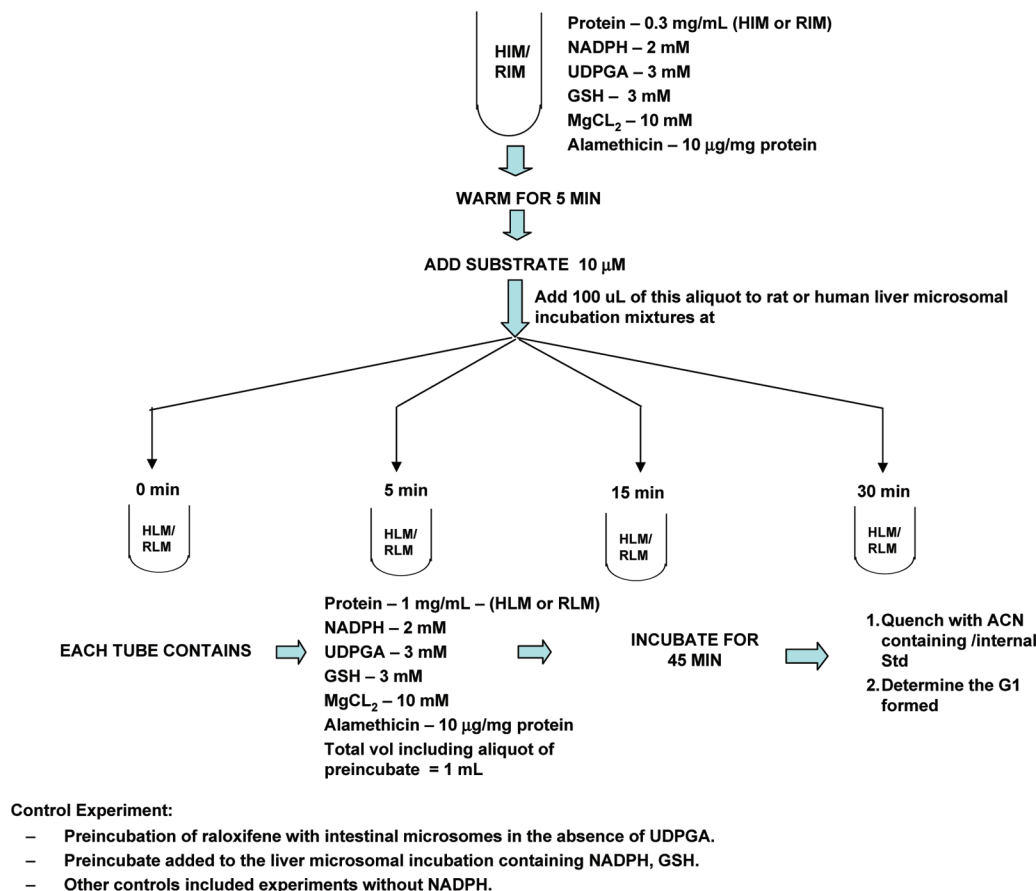 HIM/
RIM
Protein – 0.3 mg/mL (HIM or RIM)
NADPH – 2 mM
UDPGA – 3 mM
GSH – 3 mM
MgCL₂ – 10 mM
Alamethicin – 10 μg/mg protein
WARM FOR 5 MIN
ADD SUBSTRATE 10 μM
Add 100 uL of this aliquot to rat or human liver microsomal
incubation mixtures at
0 min
5 min
15 min
30 min
HLM/
RLM
HLM/
RLM
HLM/
RLM
HLM/
RLM
EACH TUBE CONTAINS
Protein – 1 mg/mL – (HLM or RLM)
NADPH – 2 mM
UDPGA – 3 mM
GSH – 3 mM
MgCL₂ – 10 mM
Alamethicin – 10 μg/mg protein
Total vol including aliquot of
preincubate = 1 mL
INCUBATE FOR
45 MIN
1. Quench with ACN
containing /internal
Std
2. Determine the G1
formed
Control Experiment:
– Preincubation of raloxifene with intestinal microsomes in the absence of UDPGA.
– Preincubate added to the liver microsomal incubation containing NADPH, GSH.
– Other controls included experiments without NADPH.